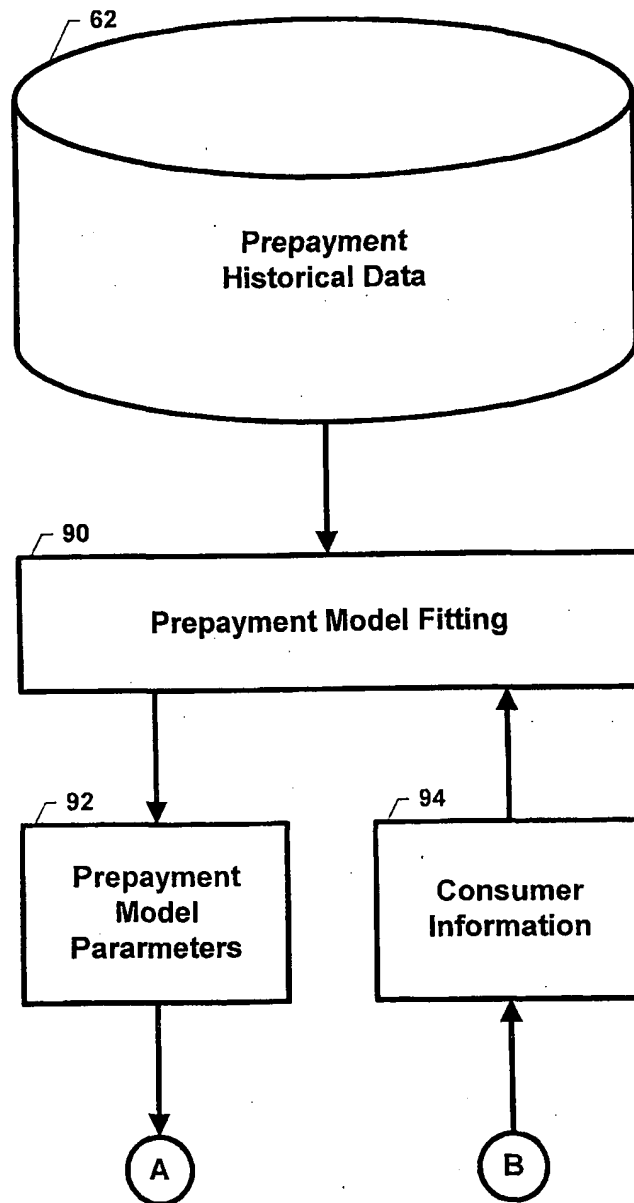 62
Prepayment
Historical Data
90
Prepayment Model Fitting
92
Prepayment
Model
Pararmeters
94
Consumer
Information
A
B